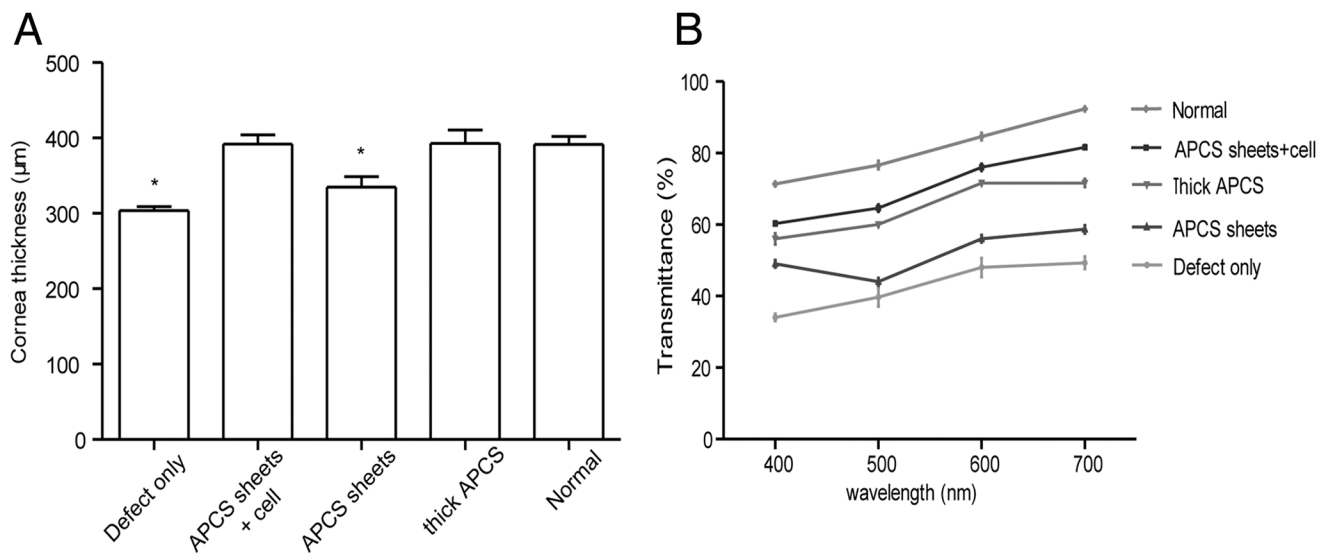 A
500
400
300
200
100
0
Cornea thickness (µm)
*
*
Defect only
APCS sheets
+ cell
APCS sheets
thick APCS
Normal
B
100
80
60
40
20
0
Transmittance (%)
400
500
600
700
wavelength (nm)
Normal
APCS sheets+cell
Thick APCS
APCS sheets
Defect only